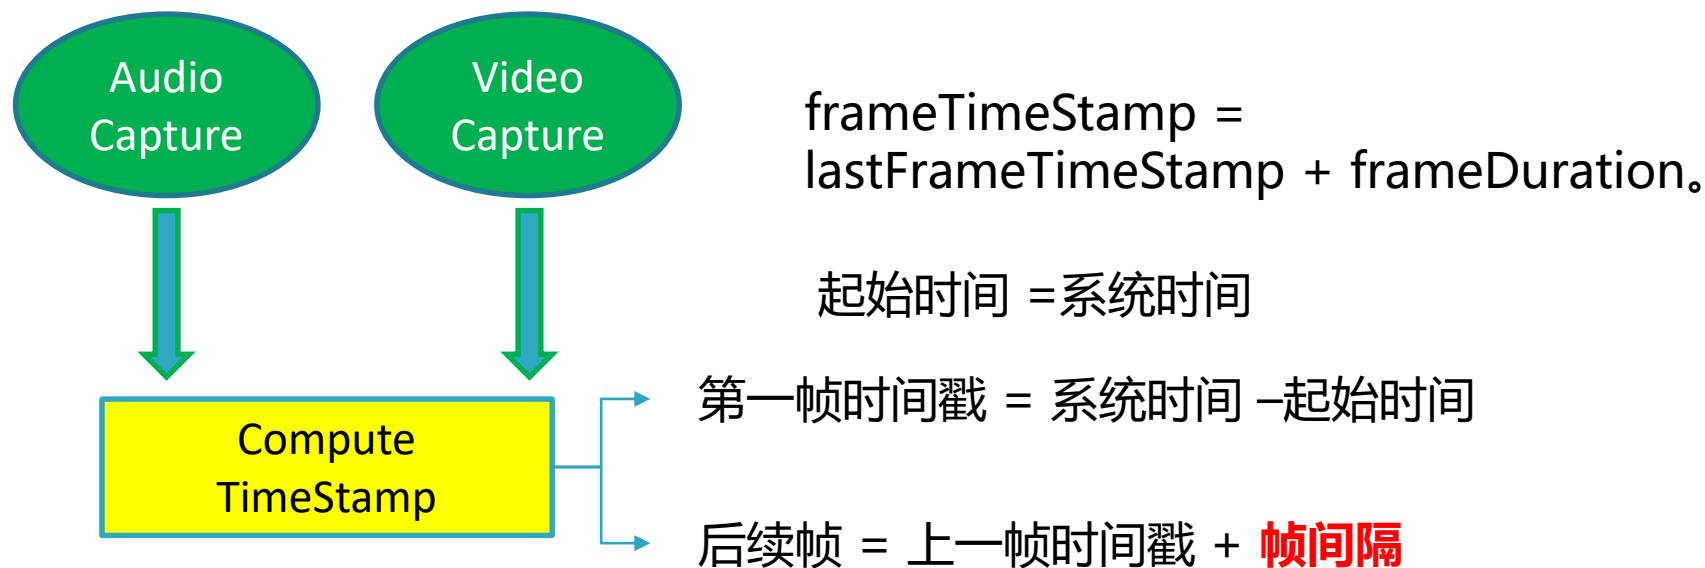 Audio
Capture
Video
Capture
frameTimeStamp =
lastFrameTimeStamp + frameDuration。
起始时间 =系统时间
第一帧时间戳 = 系统时间 –起始时间
Compute
TimeStamp
后续帧 = 上一帧时间戳 + 帧间隔